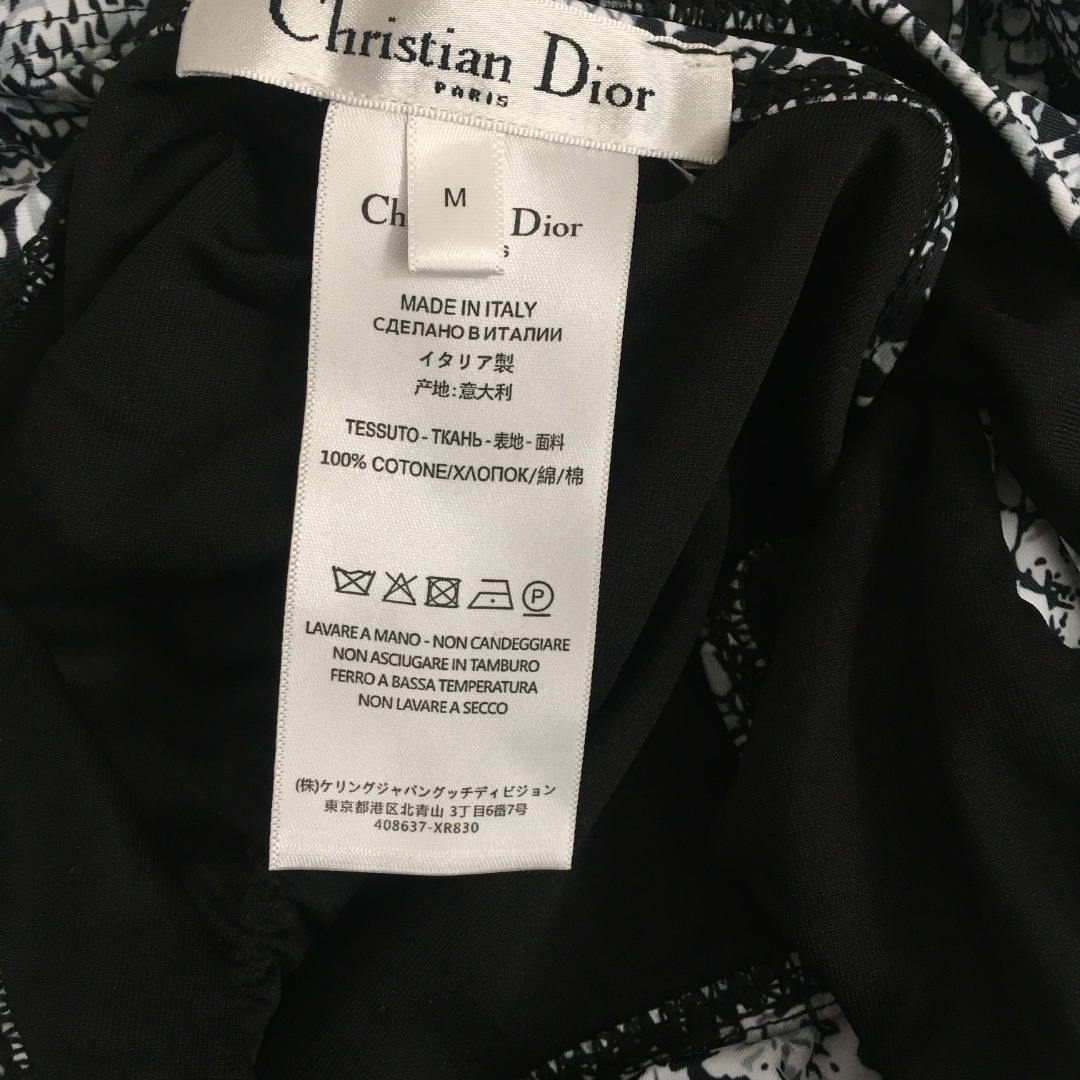 Christian Dior
PARIS
M
Dior
MADE IN ITALY
СДЕЛАНО В ИТАЛИИ
イタリア製
产地:意大利
TESSUTO - ТКАНЬ - 表地 - 面料
100% COTONE/ХЛОПОК/綿/棉
P
LAVARE A MANO - NON CANDEGGIARE
NON ASCIUGARE IN TAMBURO
FERRO A BASSA TEMPERATURA
NON LAVARE A SECCO
(株)ケリングジャパングッチディビジョン
東京都港区北青山 3丁目6番7号
408637-XR830